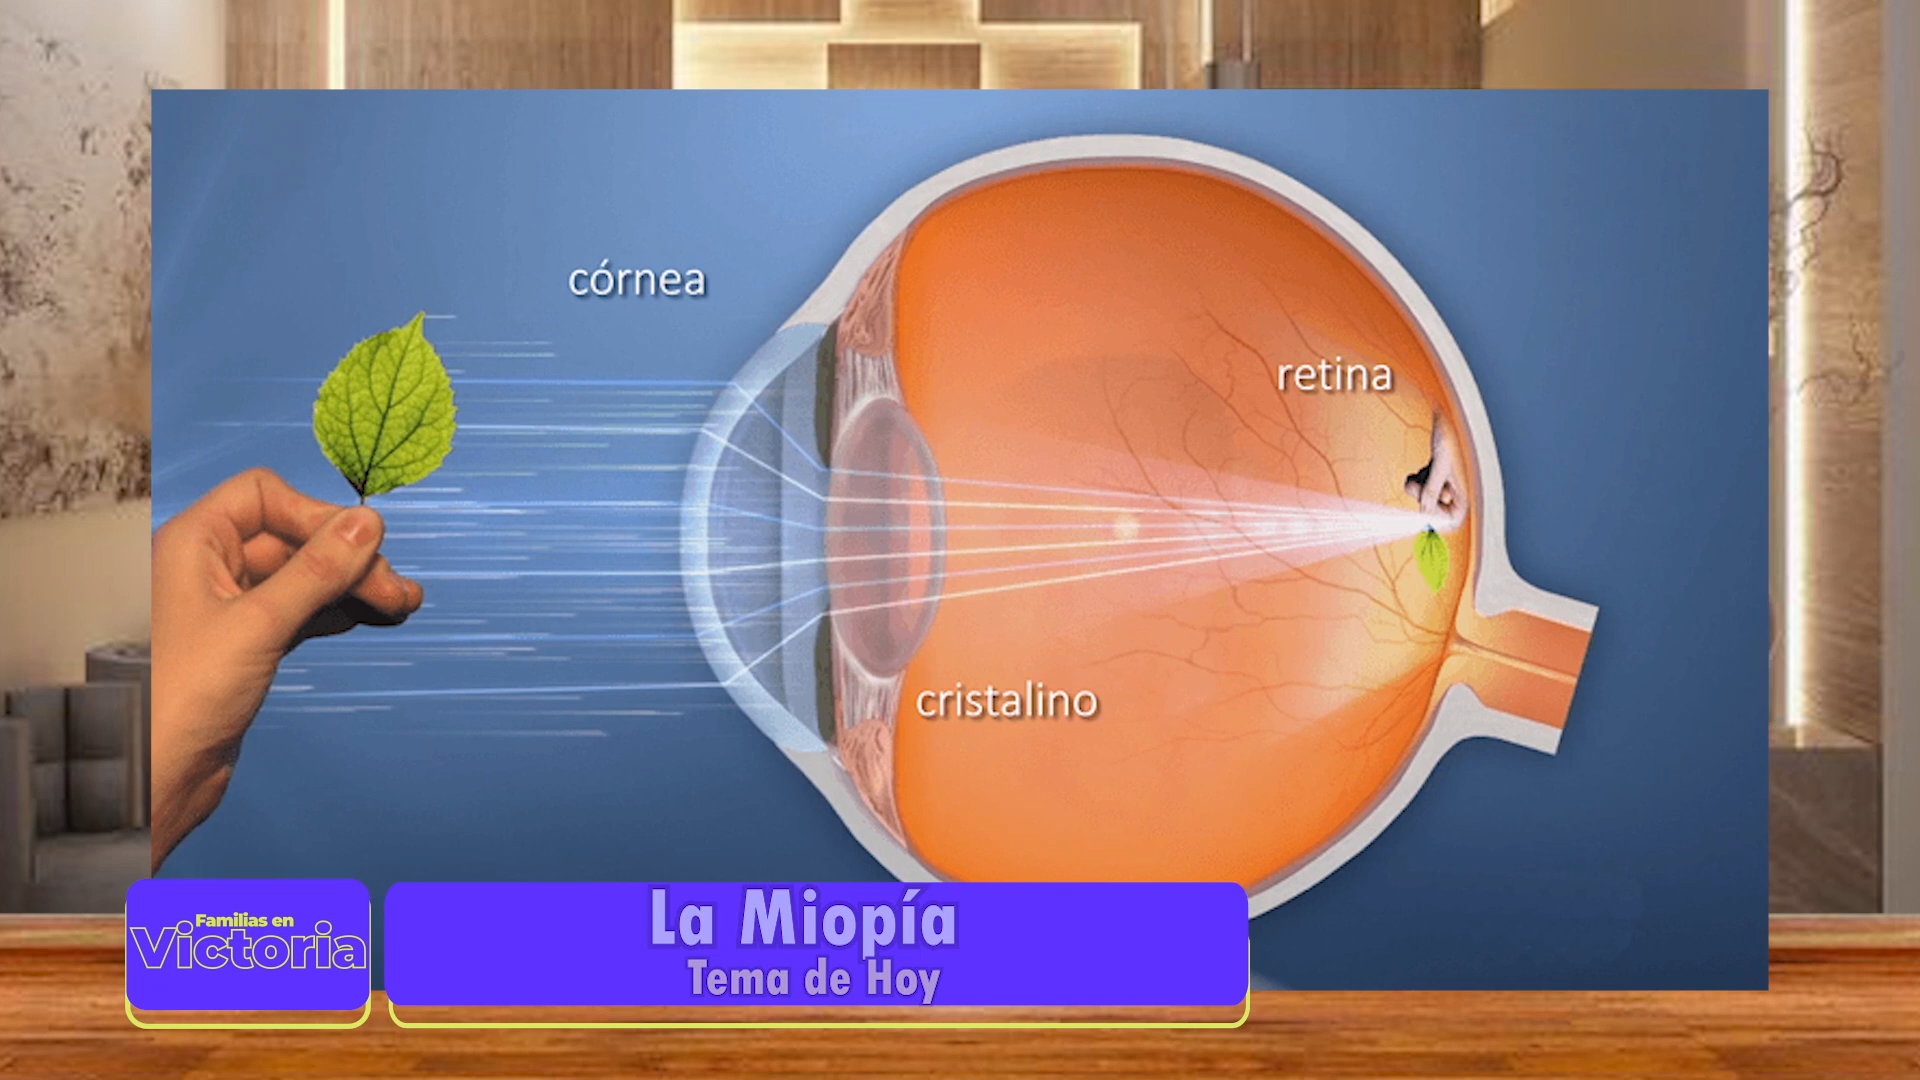 córnea
retina
cristalino
Familias en
Victoria
La Miopía
Tema de Hoy